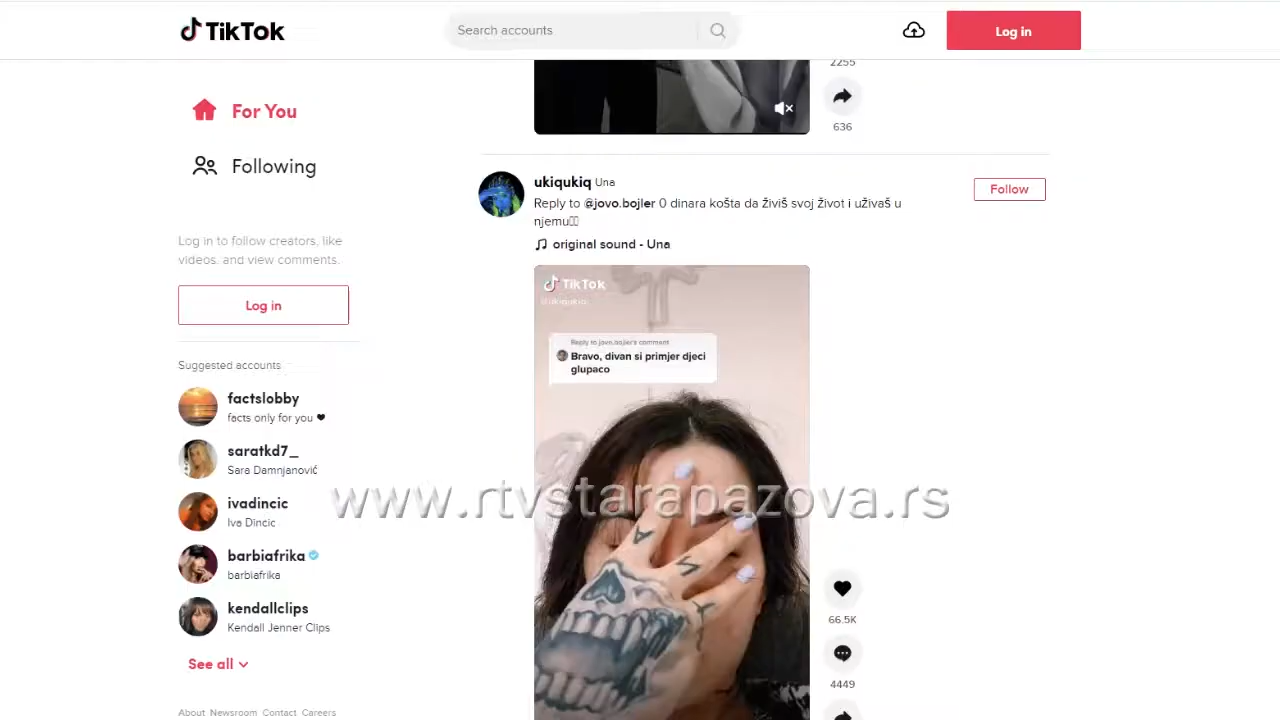 TikTok
Search accounts
Log in
2255
636
For You
Following
ukiqukiq Una
Follow
Reply to @jovo.bojler 0 dinara košta da živiš svoj život i uživaš u
njemu
original sound - Una
Log in to follow creators, like
videos, and view comments.
Log in
TikTok
@ukiqukiq
Reply to jovo.bojler's comment
Bravo, divan si primjer djeci
glupaco
Suggested accounts
factslobby
facts only for you
saratkd7_
Sara Damnjanović
ivadincic
Iva Dincic
barbiafrika
barbiafrika
kendallclips
Kendall Jenner Clips
See all
www.rtvstarapazova.rs
A
S
Y
66.5K
4449
About Newsroom Contact Careers